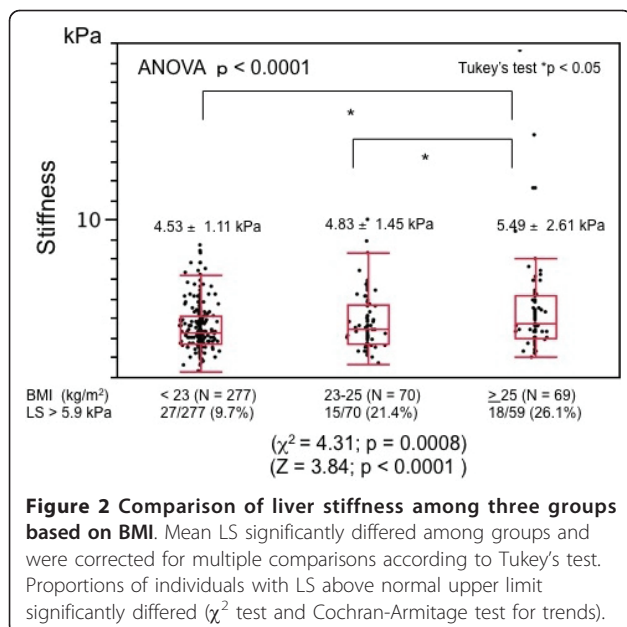 kPa
ANOVA p < 0.0001
Tukey's test *p < 0.05
*
*
Stiffness
10
4.53 ± 1.11 kPa
4.83 ± 1.45 kPa
5.49 ± 2.61 kPa
BMI (kg/m²) < 23 (N = 277) 23-25 (N = 70) ≥ 25 (N = 69)
LS > 5.9 kPa 27/277 (9.7%) 15/70 (21.4%) 18/59 (26.1%)
(χ² = 4.31; p = 0.0008)
(Z = 3.84; p < 0.0001 )
Figure 2 Comparison of liver stiffness among three groups
based on BMI. Mean LS significantly differed among groups and
were corrected for multiple comparisons according to Tukey's test.
Proportions of individuals with LS above normal upper limit
significantly differed (χ² test and Cochran-Armitage test for trends).